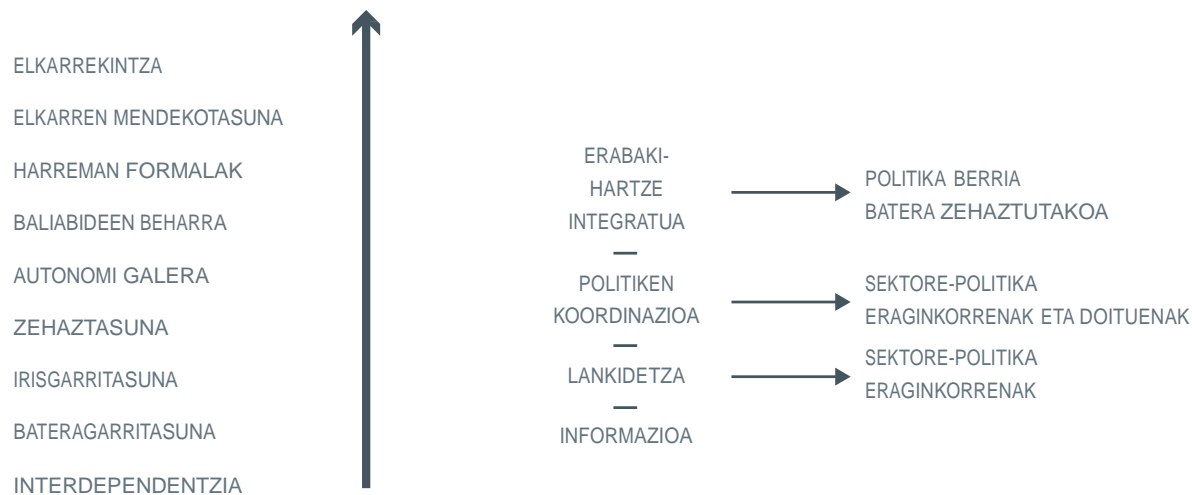 ELKARREKINTZA
ELKARREN MENDEKOTASUNA
HARREMAN FORMALAK
BALIABIDEEN BEHARRA
AUTONOMI GALERA
ZEHAZTASUNA
IRISGARRITASUNA
BATERAGARRITASUNA
INTERDEPENDENTZIA
ERABAKI-
HARTZE
INTEGRATUA
—
POLITIKEN
KOORDINAZIOA
—
LANKIDETZA
—
INFORMAZIOA
POLITIKA BERRIA
BATERA ZEHAZTUTAKOA
SEKTORE-POLITIKA
ERAGINKORRENAK ETA DOITUENAK
SEKTORE-POLITIKA
ERAGINKORRENAK